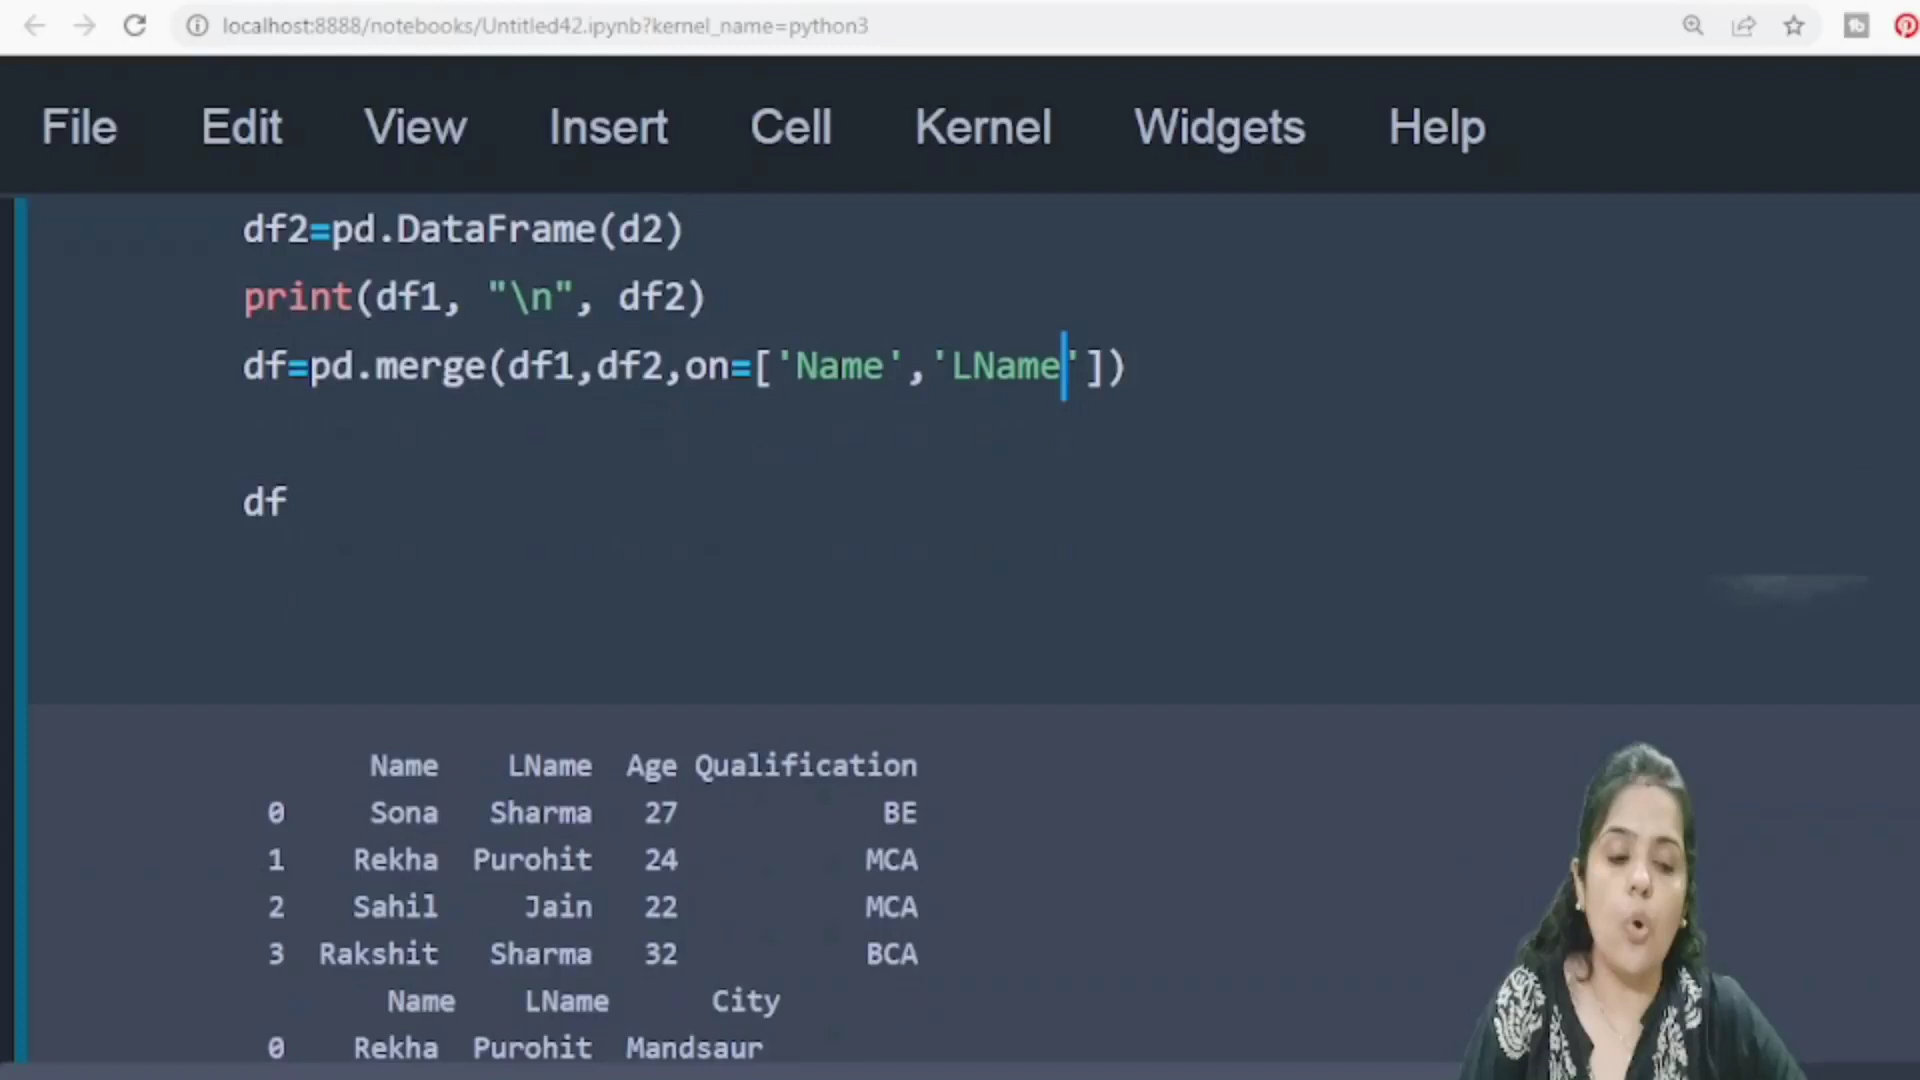 localhost:8888/notebooks/Untitled42.ipynb?kernel_name=python3
File Edit View Insert Cell Kernel Widgets Help
df2=pd.DataFrame(d2)
print(df1, "\n", df2)
df=pd.merge(df1,df2,on=['Name','LName'])
df
Name LName Age Qualification
0 Sona Sharma 27 BE
1 Rekha Purohit 24 MCA
2 Sahil Jain 22 MCA
3 Rakshit Sharma 32 BCA
Name LName City
0 Rekha Purohit Mandsaur